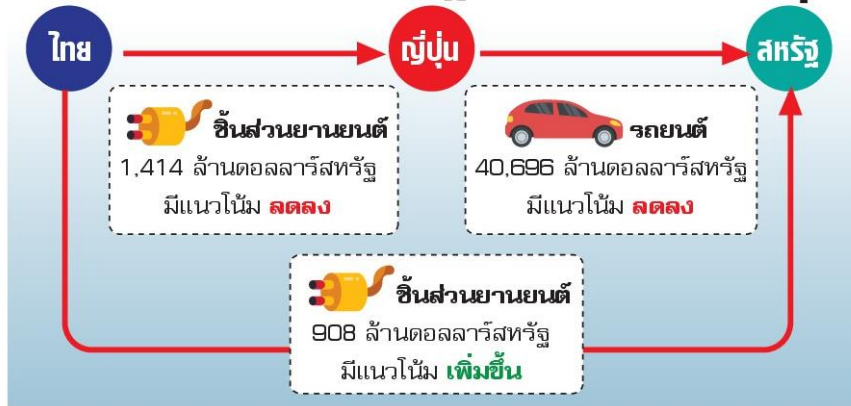 ไทย
ญี่ปุ่น
สหรัฐ
ชิ้นส่วนยานยนต์
1,414 ล้านดอลลาร์สหรัฐ
มีแนวโน้ม ลดลง
รถยนต์
40,696 ล้านดอลลาร์สหรัฐ
มีแนวโน้ม ลดลง
ชิ้นส่วนยานยนต์
908 ล้านดอลลาร์สหรัฐ
มีแนวโน้ม เพิ่มขึ้น